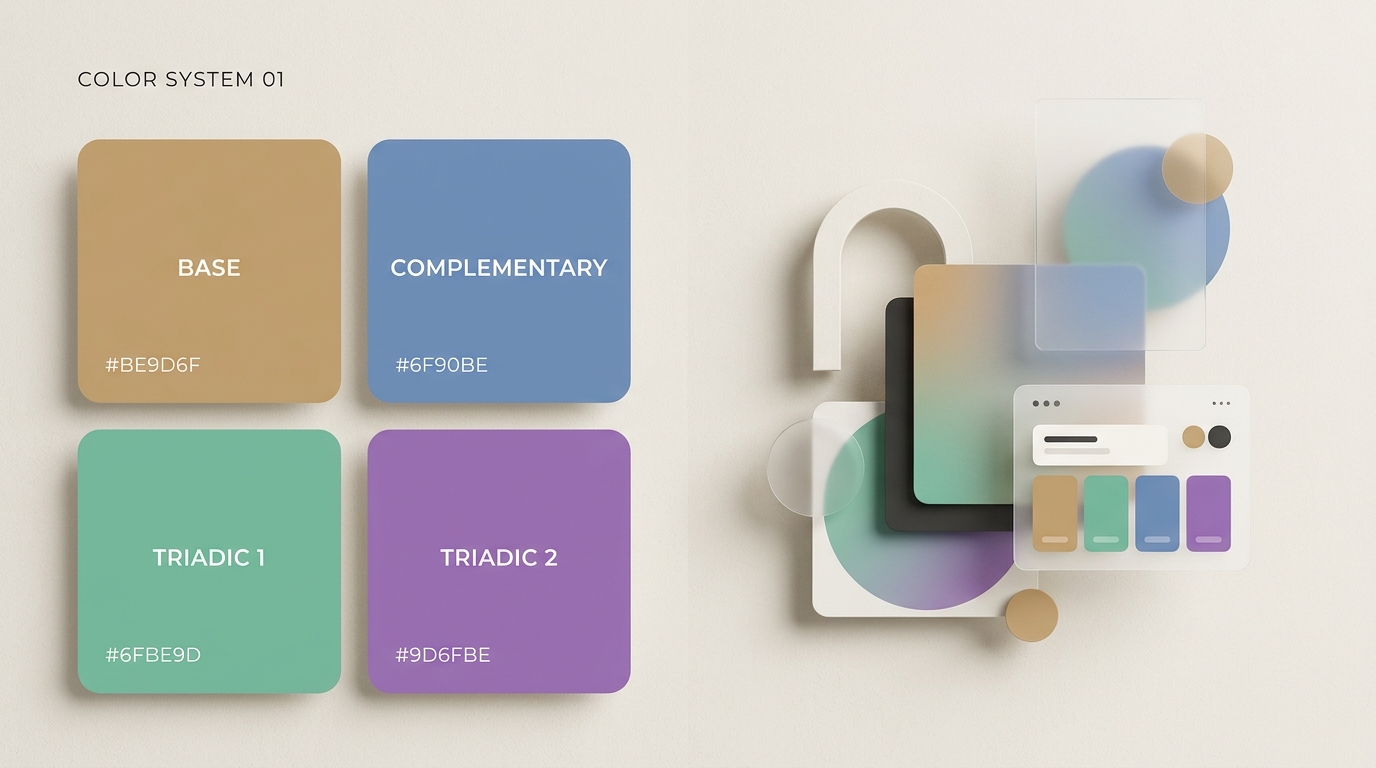 COLOR SYSTEM 01
BASE
#BE9D6F
COMPLEMENTARY
#6F90BE
TRIADIC 1
#6FBE9D
TRIADIC 2
#9D6FBE